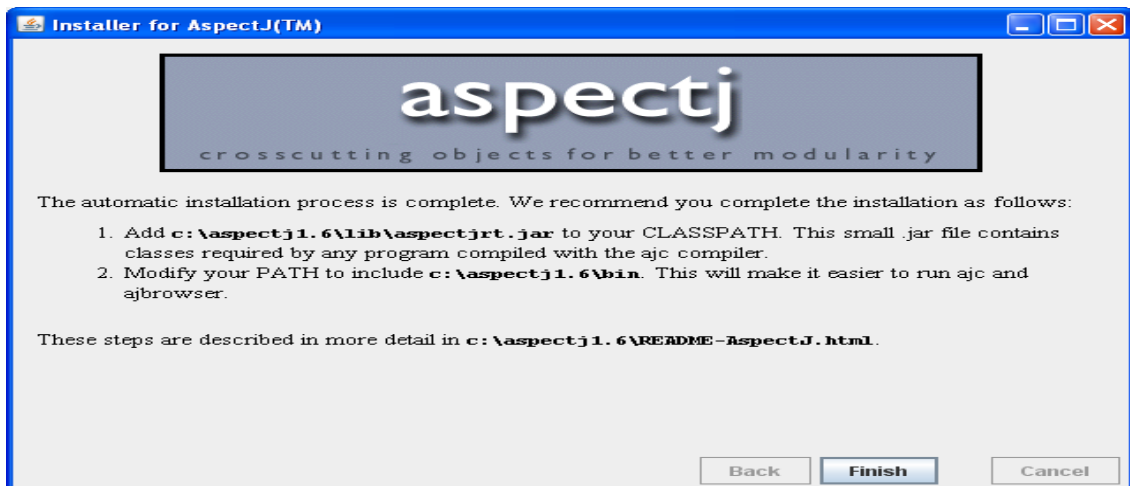 Installer for AspectJ(TM)
aspectj
crosscutting objects for better modularity
The automatic installation process is complete. We recommend you complete the installation as follows:
1. Add c:\aspectj1.6\lib\aspectjrt.jar to your CLASSPATH. This small .jar file contains
classes required by any program compiled with the ajc compiler.
2. Modify your PATH to include c:\aspectj1.6\bin. This will make it easier to run ajc and
ajbrowser.
These steps are described in more detail in c:\aspectj1.6\README-AspectJ.html.
Back Finish Cancel